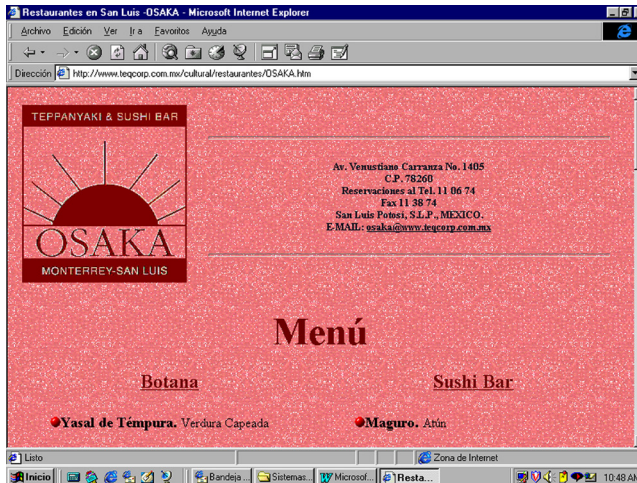 Restaurantes en San Luis -OSAKA - Microsoft Internet Explorer
Archivo Edición Ver Ir a Favoritos Ayuda
Dirección http://www.teqcorp.com.mx/cultural/restaurantes/OSAKA.htm
TEPPANYAKI & SUSHI BAR
OSAKA
MONTERREY-SAN LUIS
Av. Venustiano Carranza No. 1405
C.P. 78260
Reservaciones al Tel. 11 06 74
Fax 11 38 74
San Luis Potosí, S.L.P., MEXICO.
E-MAIL: osaka@www.teqcorp.com.mx
Menú
Botana
Sushi Bar
Yasal de Témpura. Verdura Capeada
Maguro. Atún
Listo
Zona de Internet
Inicio
Bandeja ...
Sistemas...
Microsof...
Resta...
10:48 AM